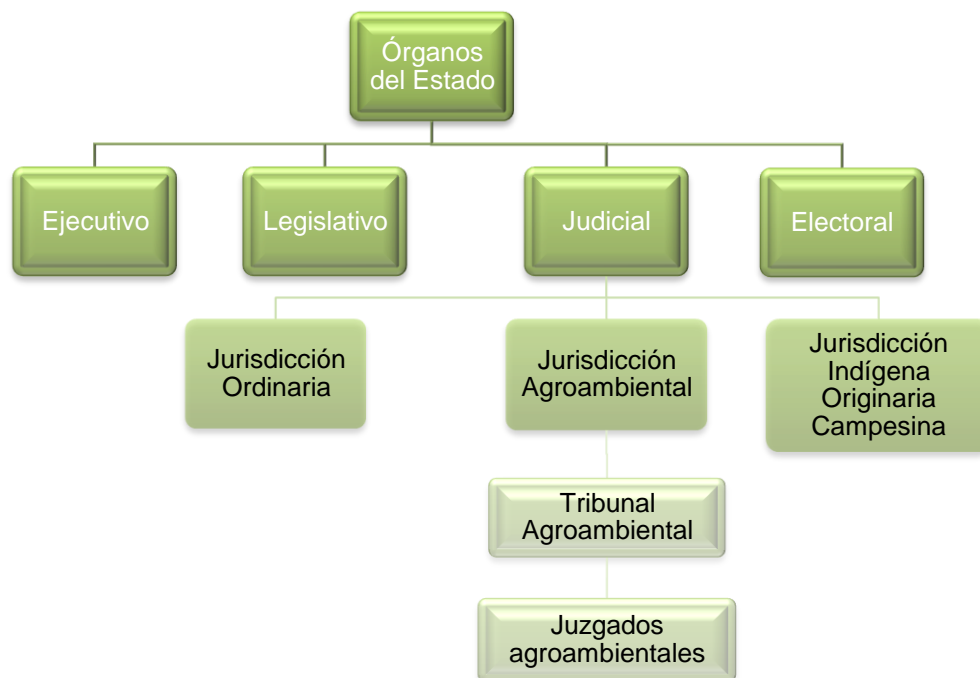 Órganos
del Estado
Ejecutivo
Legislativo
Judicial
Electoral
Jurisdicción
Ordinaria
Jurisdicción
Agroambiental
Jurisdicción
Indígena
Originaria
Campesina
Tribunal
Agroambiental
Juzgados
agroambientales